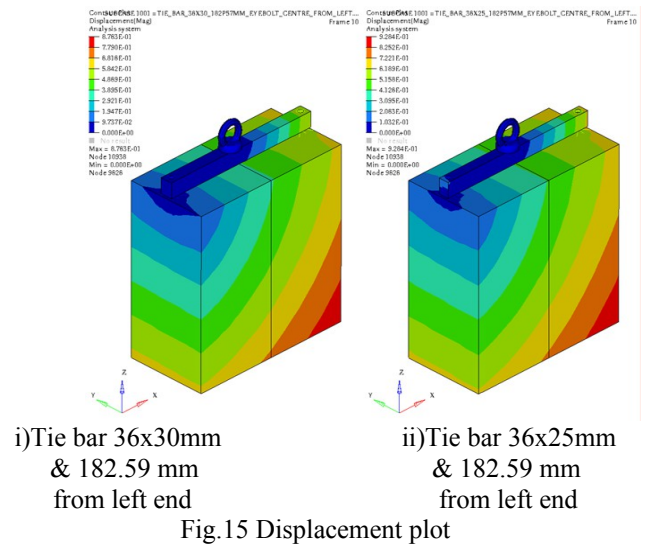 SUBCASE 1001 = TIE_BAR_36X30_182P57MM_EYEBOLT_CENTRE_FROM_LEFT....
Displacement(Mag)
Analysis system
Frame 10
8.763E-01
7.790E-01
6.816E-01
5.842E-01
4.869E-01
3.895E-01
2.921E-01
1.947E-01
9.737E-02
0.000E+00
No result
Max = 8.763E-01
Node 10938
Min = 0.000E+00
Node 9626
SUBCASE 1001 = TIE_BAR_36X25_182P57MM_EYEBOLT_CENTRE_FROM_LEFT....
Displacement(Mag)
Analysis system
Frame 10
9.284E-01
8.252E-01
7.221E-01
6.189E-01
5.158E-01
4.126E-01
3.095E-01
2.063E-01
1.032E-01
0.000E+00
No result
Max = 9.284E-01
Node 10938
Min = 0.000E+00
Node 9626
Z
Y
X
Z
Y
X
i)Tie bar 36x30mm
& 182.59 mm
from left end
ii)Tie bar 36x25mm
& 182.59 mm
from left end
Fig.15 Displacement plot